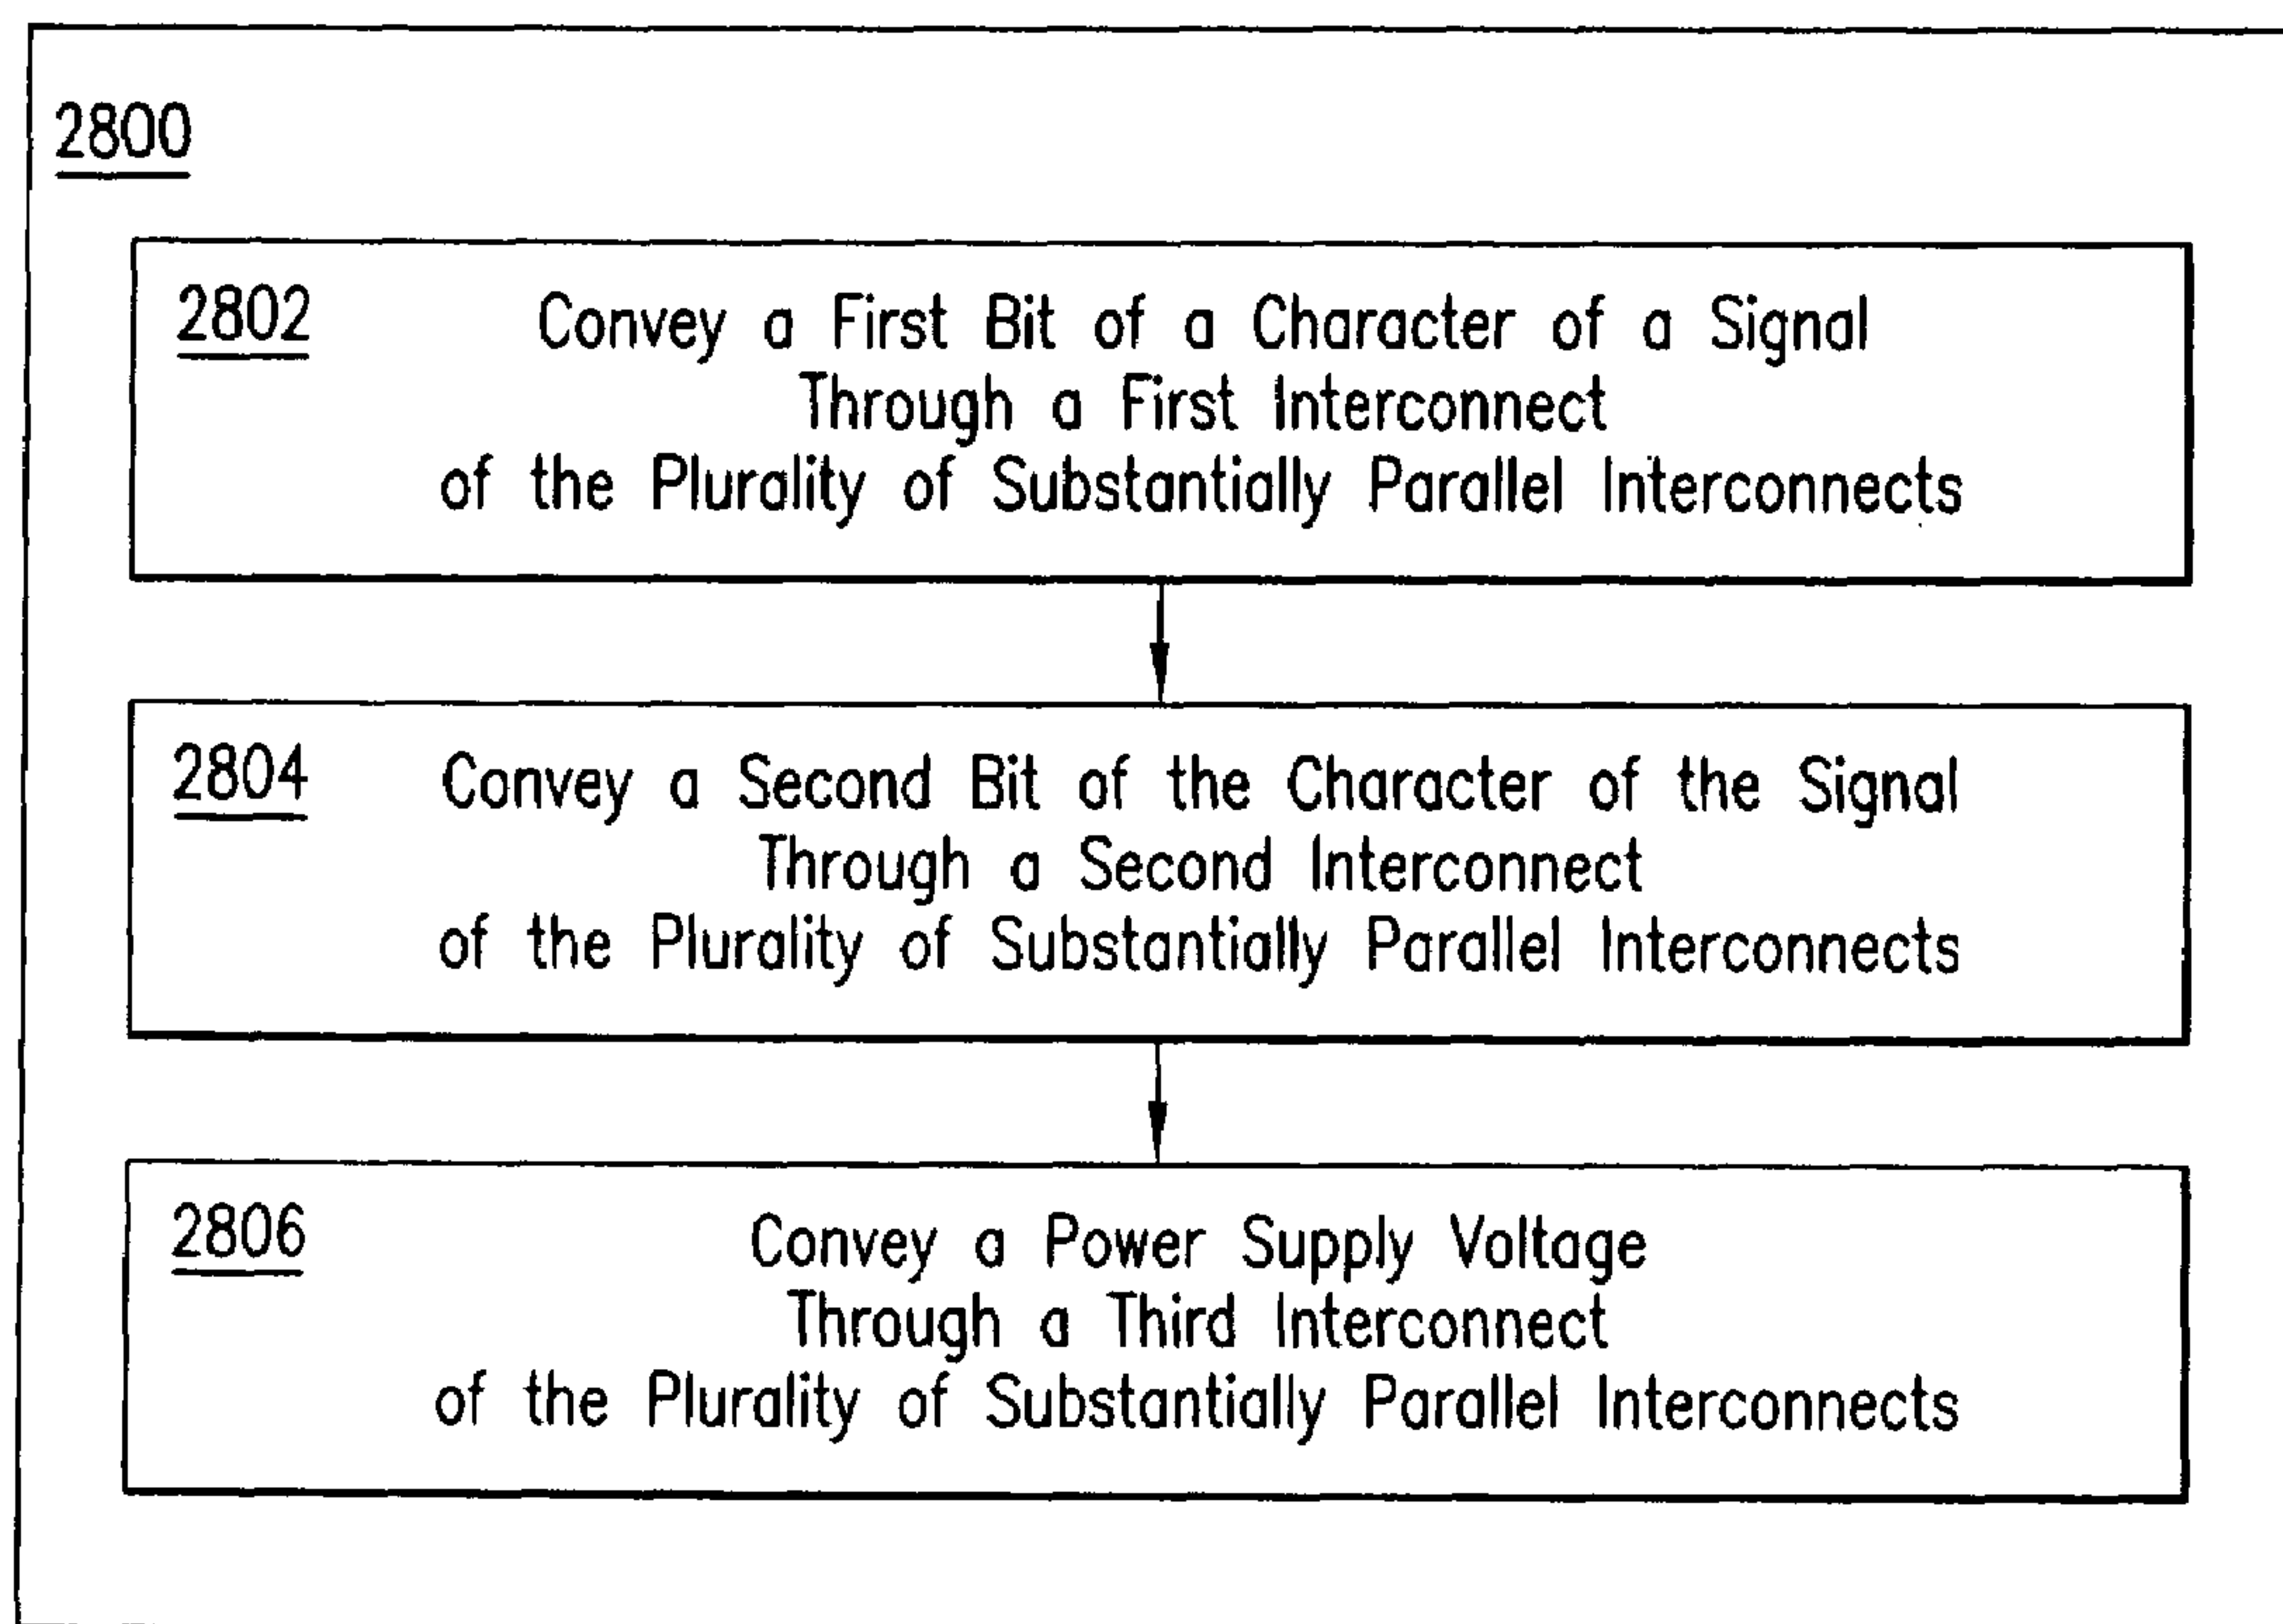 2800
2802
Convey a First Bit of a Character of a Signal
Through a First Interconnect
of the Plurality of Substantially Parallel Interconnects
2804
Convey a Second Bit of the Character of the Signal
Through a Second Interconnect
of the Plurality of Substantially Parallel Interconnects
2806
Convey a Power Supply Voltage
Through a Third Interconnect
of the Plurality of Substantially Parallel Interconnects